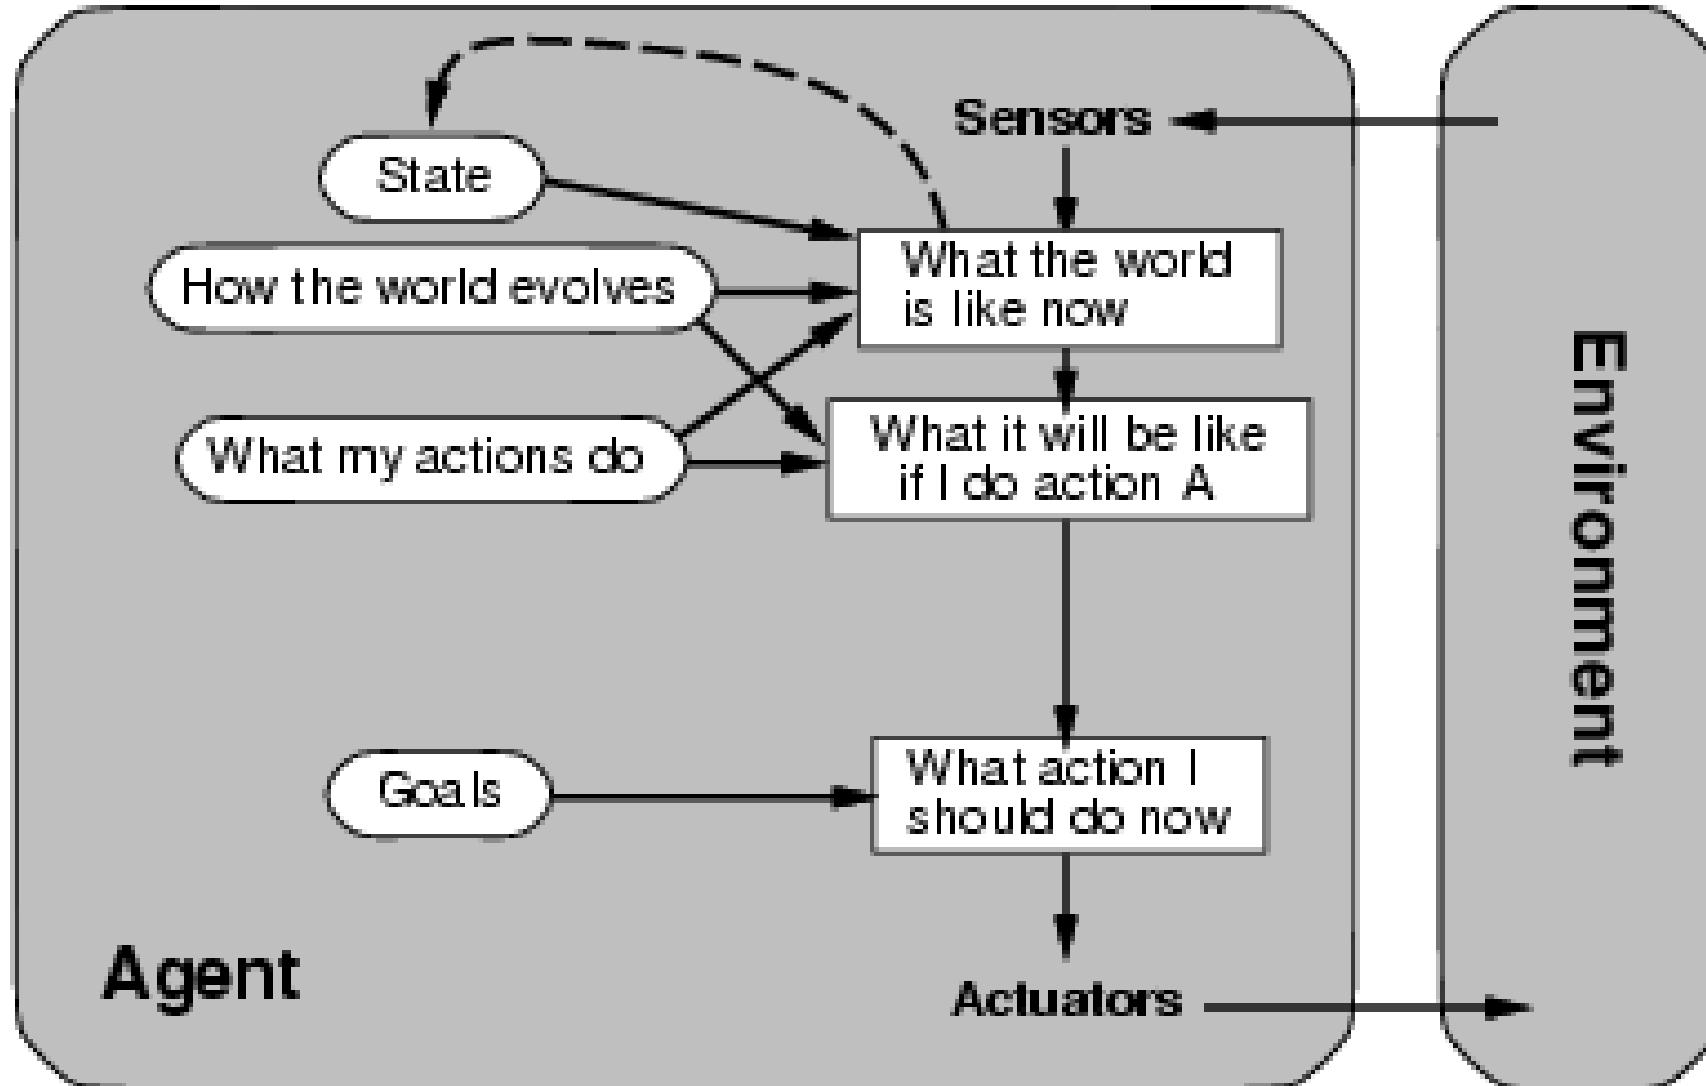 Sensors
State
What the world
is like now
How the world evolves
What my actions do
What it will be like
if I do action A
Environment
Goals
What action I
should do now
Agent
Actuators